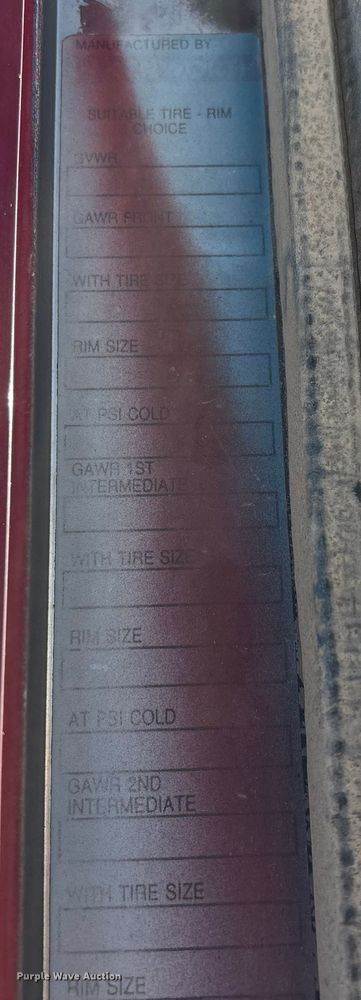 MANUFACTURED BY
SUITABLE TIRE - RIM
CHOICE
GVWR
GAWR FRONT
WITH TIRE SIZE
RIM SIZE
AT PSI COLD
GAWR 1ST
INTERMEDIATE
WITH TIRE SIZE
RIM SIZE
AT PSI COLD
GAWR 2ND
INTERMEDIATE
WITH TIRE SIZE
RIM SIZE
Purple Wave Auction